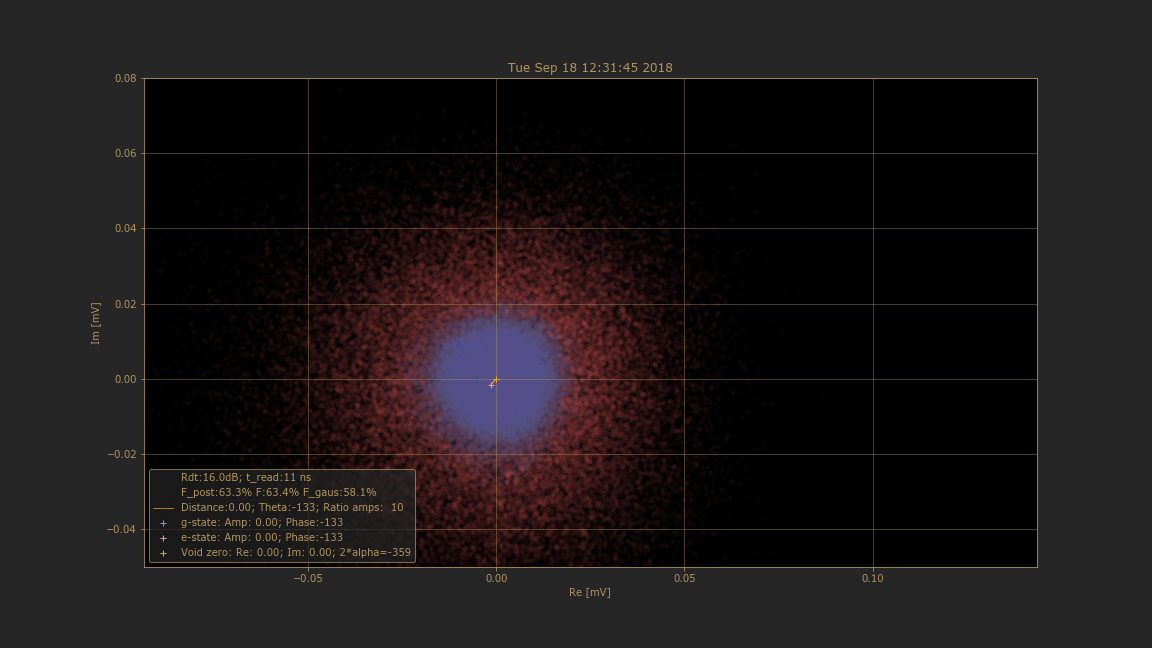 Tue Sep 18 12:31:45 2018
0.08
0.06
0.04
0.02
0.00
−0.02
−0.04
Im [mV]
Rdt:16.0dB; t_read:11 ns
F_post:63.3% F:63.4% F_gaus:58.1%
Distance:0.00; Theta:-133; Ratio amps:  10
g-state: Amp: 0.00; Phase:-133
e-state: Amp: 0.00; Phase:-133
Void zero: Re: 0.00; Im: 0.00; 2*alpha=-359
−0.05 0.00 0.05 0.10
Re [mV]